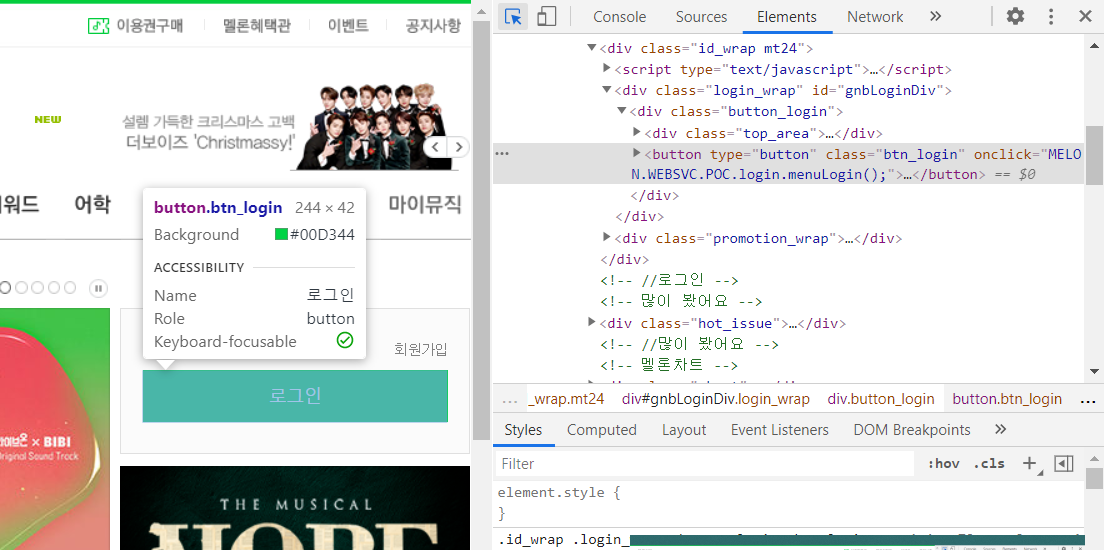 이용권구매
멜론혜택관
이벤트
공지사항
NEW
설렘 가득한 크리스마스 고백
더보이즈 'Christmassy!'
어학
마이뮤직
button.btn_login 244 × 42
Background #00D344
ACCESSIBILITY
Name 로그인
Role button
Keyboard-focusable
회원가입
로그인
× BIBI
Original Sound Track
THE MUSICAL
Console Sources Elements Network »
<div class="id_wrap mt24">
<script type="text/javascript">…</script>
<div class="login_wrap" id="gnbLoginDiv">
<div class="button_login">
<div class="top_area">…</div>
<button type="button" class="btn_login" onclick="MELO
N.WEBSVC.POC.login.menuLogin();">…</button> == $0
</div>
</div>
<div class="promotion_wrap">…</div>
</div>
<!-- //로그인 -->
<!-- 많이 봤어요 -->
<div class="hot_issue">…</div>
<!-- //많이 봤어요 -->
<!-- 멜론차트 -->
… _wrap.mt24 div#gnbLoginDiv.login_wrap div.button_login button.btn_login …
Styles Computed Layout Event Listeners DOM Breakpoints »
Filter :hov .cls +
element.style {
}
.id_wrap .login_